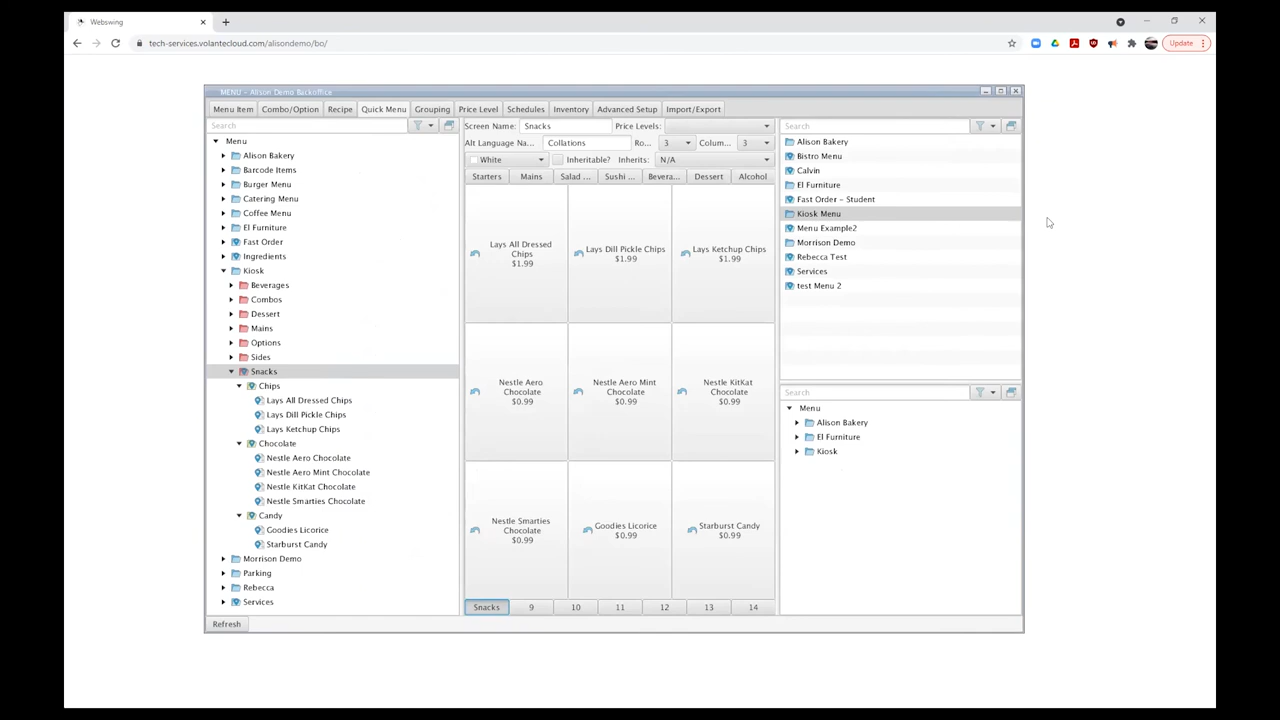 Webswing
tech-services.volantecloud.com/alisondemo/bo/
Update
MENU - Alison Demo Backoffice
Menu Item Combo/Option Recipe Quick Menu Grouping Price Level Schedules Inventory Advanced Setup Import/Export
Search
Menu
Alison Bakery
Barcode Items
Burger Menu
Catering Menu
Coffee Menu
El Furniture
Fast Order
Ingredients
Kiosk
Beverages
Combos
Dessert
Mains
Options
Sides
Snacks
Chips
Lays All Dressed Chips
Lays Dill Pickle Chips
Lays Ketchup Chips
Chocolate
Nestle Aero Chocolate
Nestle Aero Mint Chocolate
Nestle KitKat Chocolate
Nestle Smarties Chocolate
Candy
Goodies Licorice
Starburst Candy
Morrison Demo
Parking
Rebecca
Services
Refresh
Screen Name: Snacks Price Levels:
Alt Language Na... Collations Ro... 3 Colum... 3
White Inheritable? Inherits: N/A
Starters Mains Salad ... Sushi ... Bevera... Dessert Alcohol
Lays All Dressed
Chips
$1.99
Lays Dill Pickle Chips
$1.99
Lays Ketchup Chips
$1.99
Nestle Aero
Chocolate
$0.99
Nestle Aero Mint
Chocolate
$0.99
Nestle KitKat
Chocolate
$0.99
Nestle Smarties
Chocolate
$0.99
Goodies Licorice
$0.99
Starburst Candy
$0.99
Snacks 9 10 11 12 13 14
Search
Alison Bakery
Bistro Menu
Calvin
El Furniture
Fast Order - Student
Kiosk Menu
Menu Example2
Morrison Demo
Rebecca Test
Services
test Menu 2
Search
Menu
Alison Bakery
El Furniture
Kiosk